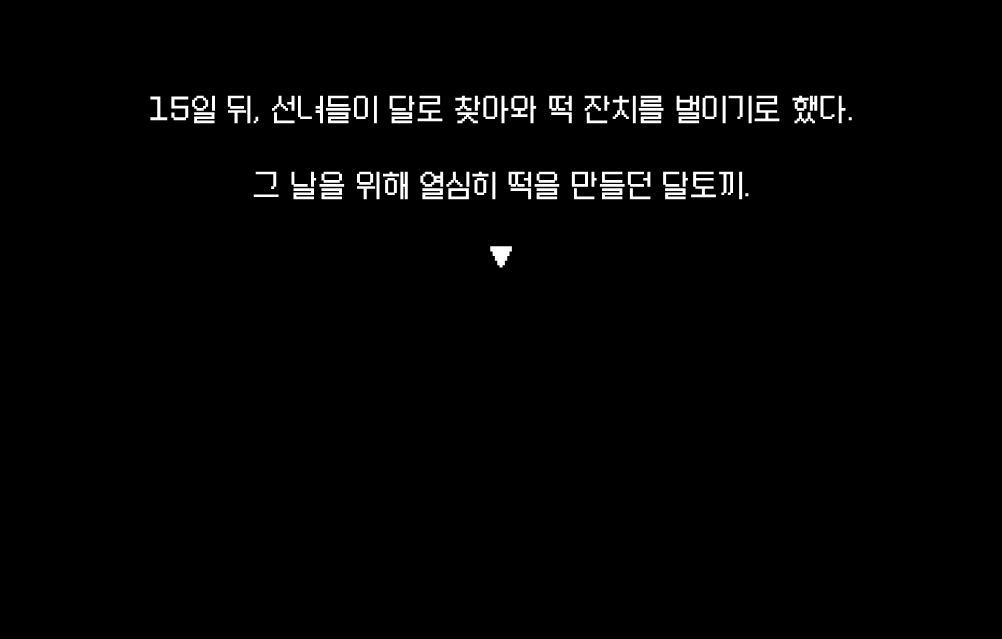 15일 뒤, 선녀들이 달로 찾아와 떡 잔치를 벌이기로 했다.
그 날을 위해 열심히 떡을 만들던 달토끼.
▼